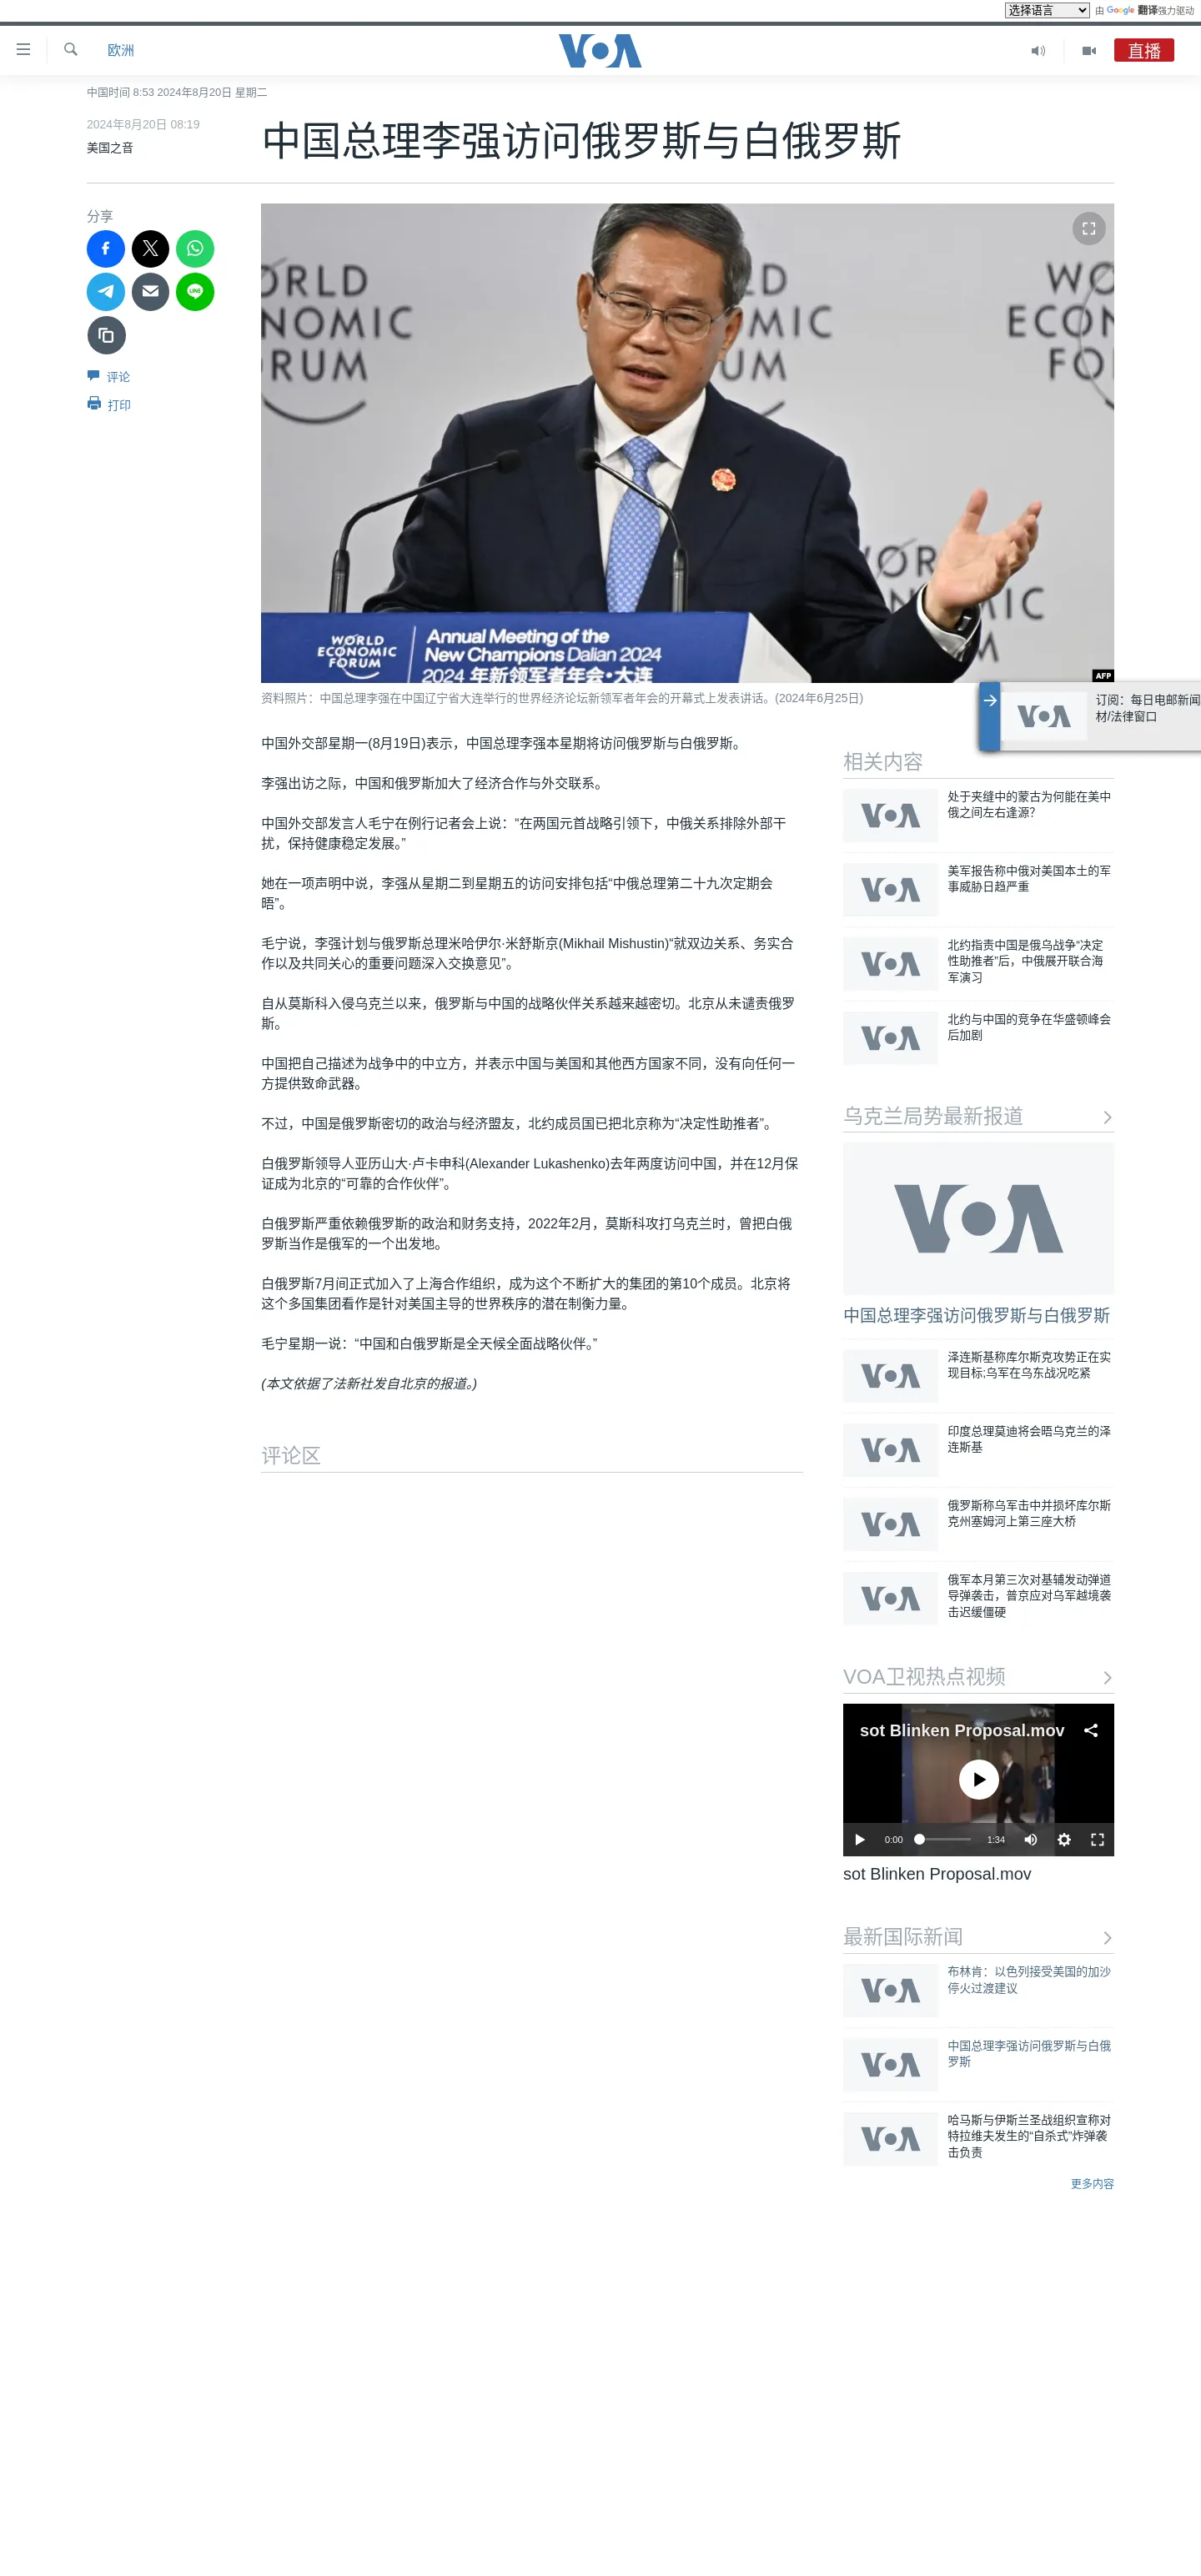 选择语言 由 Google 翻译强力驱动
欧洲
VOA
直播
中国时间 8:53 2024年8月20日 星期二
2024年8月20日 08:19
美国之音
中国总理李强访问俄罗斯与白俄罗斯
分享
LINE
评论
打印
ORLD
NOMIC
RUM
WORLD
ECONOMIC
FORUM
Annual Meeting of the
New Champions Dalian 2024
2024 年新领军者年会·大连
AFP
资料照片：中国总理李强在中国辽宁省大连举行的世界经济论坛新领军者年会的开幕式上发表讲话。(2024年6月25日)
订阅：每日电邮新闻
材/法律窗口
中国外交部星期一(8月19日)表示，中国总理李强本星期将访问俄罗斯与白俄罗斯。
李强出访之际，中国和俄罗斯加大了经济合作与外交联系。
中国外交部发言人毛宁在例行记者会上说：“在两国元首战略引领下，中俄关系排除外部干
扰，保持健康稳定发展。”
她在一项声明中说，李强从星期二到星期五的访问安排包括“中俄总理第二十九次定期会
晤”。
毛宁说，李强计划与俄罗斯总理米哈伊尔·米舒斯京(Mikhail Mishustin)“就双边关系、务实合
作以及共同关心的重要问题深入交换意见”。
自从莫斯科入侵乌克兰以来，俄罗斯与中国的战略伙伴关系越来越密切。北京从未谴责俄罗
斯。
中国把自己描述为战争中的中立方，并表示中国与美国和其他西方国家不同，没有向任何一
方提供致命武器。
不过，中国是俄罗斯密切的政治与经济盟友，北约成员国已把北京称为“决定性助推者”。
白俄罗斯领导人亚历山大·卢卡申科(Alexander Lukashenko)去年两度访问中国，并在12月保
证成为北京的“可靠的合作伙伴”。
白俄罗斯严重依赖俄罗斯的政治和财务支持，2022年2月，莫斯科攻打乌克兰时，曾把白俄
罗斯当作是俄军的一个出发地。
白俄罗斯7月间正式加入了上海合作组织，成为这个不断扩大的集团的第10个成员。北京将
这个多国集团看作是针对美国主导的世界秩序的潜在制衡力量。
毛宁星期一说：“中国和白俄罗斯是全天候全面战略伙伴。”
(本文依据了法新社发自北京的报道。)
评论区
相关内容
处于夹缝中的蒙古为何能在美中
俄之间左右逢源？
美军报告称中俄对美国本土的军
事威胁日趋严重
北约指责中国是俄乌战争“决定
性助推者”后，中俄展开联合海
军演习
北约与中国的竞争在华盛顿峰会
后加剧
乌克兰局势最新报道
VOA
中国总理李强访问俄罗斯与白俄罗斯
泽连斯基称库尔斯克攻势正在实
现目标;乌军在乌东战况吃紧
印度总理莫迪将会晤乌克兰的泽
连斯基
俄罗斯称乌军击中并损坏库尔斯
克州塞姆河上第三座大桥
俄军本月第三次对基辅发动弹道
导弹袭击，普京应对乌军越境袭
击迟缓僵硬
VOA卫视热点视频
sot Blinken Proposal.mov
0:00 1:34
sot Blinken Proposal.mov
最新国际新闻
布林肯：以色列接受美国的加沙
停火过渡建议
中国总理李强访问俄罗斯与白俄
罗斯
哈马斯与伊斯兰圣战组织宣称对
特拉维夫发生的“自杀式”炸弹袭
击负责
更多内容